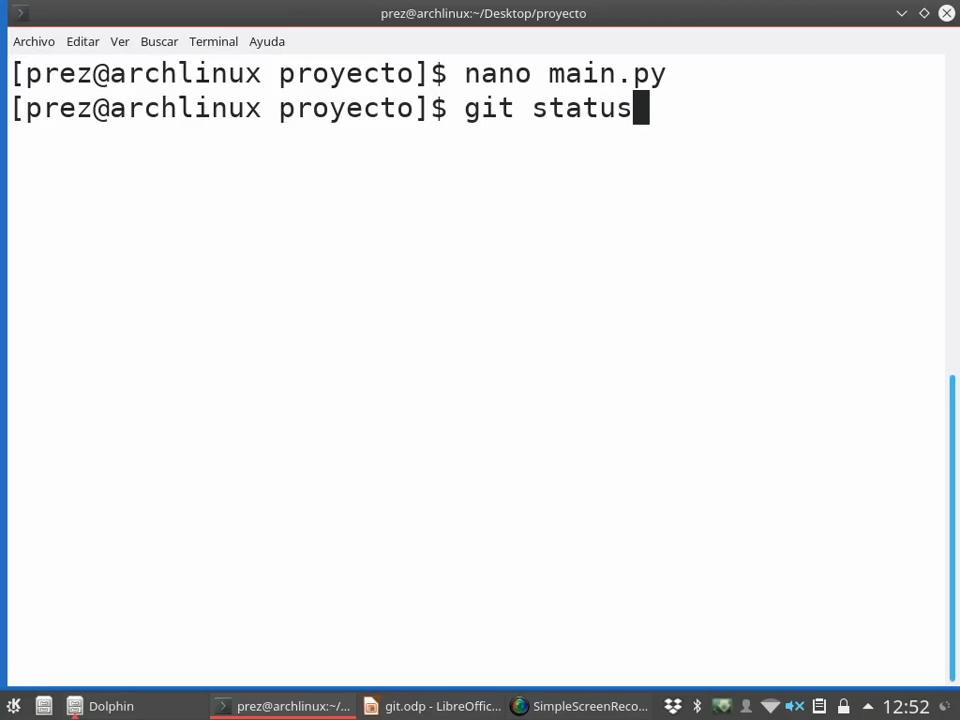 prez@archlinux:~/Desktop/proyecto
Archivo Editar Ver Buscar Terminal Ayuda
[prez@archlinux proyecto]$ nano main.py
[prez@archlinux proyecto]$ git status
Dolphin prez@archlinux:~/... git.odp - LibreOffic... SimpleScreenReco... 12:52